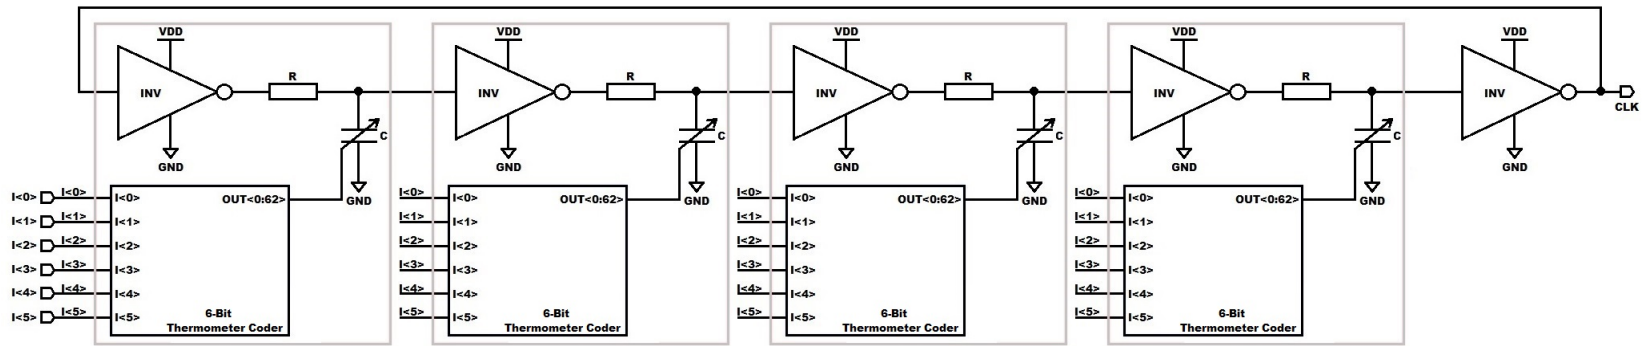 VDD
INV
R
C
GND
GND
I<0> I<0> I<0> OUT<0:62>
I<1> I<1> I<1>
I<2> I<2> I<2>
I<3> I<3> I<3>
I<4> I<4> I<4>
I<5> I<5> I<5>
6-Bit
Thermometer Coder
VDD
INV
R
C
GND
GND
I<0> I<0> OUT<0:62>
I<1> I<1>
I<2> I<2>
I<3> I<3>
I<4> I<4>
I<5> I<5>
6-Bit
Thermometer Coder
VDD
INV
R
C
GND
GND
I<0> I<0> OUT<0:62>
I<1> I<1>
I<2> I<2>
I<3> I<3>
I<4> I<4>
I<5> I<5>
6-Bit
Thermometer Coder
VDD
INV
R
C
GND
GND
I<0> I<0> OUT<0:62>
I<1> I<1>
I<2> I<2>
I<3> I<3>
I<4> I<4>
I<5> I<5>
6-Bit
Thermometer Coder
VDD
INV
GND
CLK